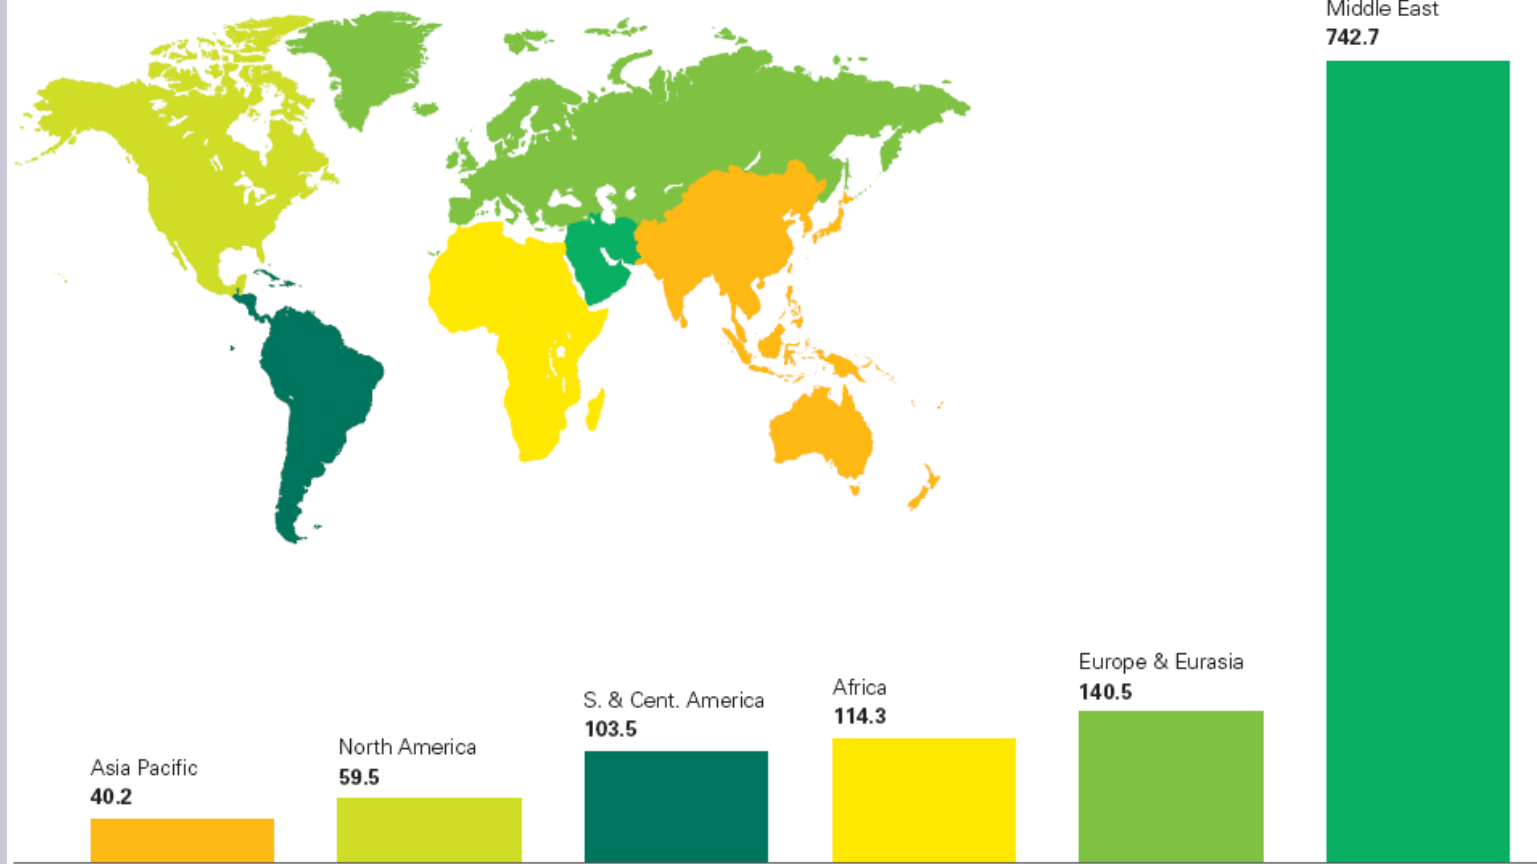 Middle East
742.7
Europe & Eurasia
140.5
Africa
114.3
S. & Cent. America
103.5
North America
59.5
Asia Pacific
40.2